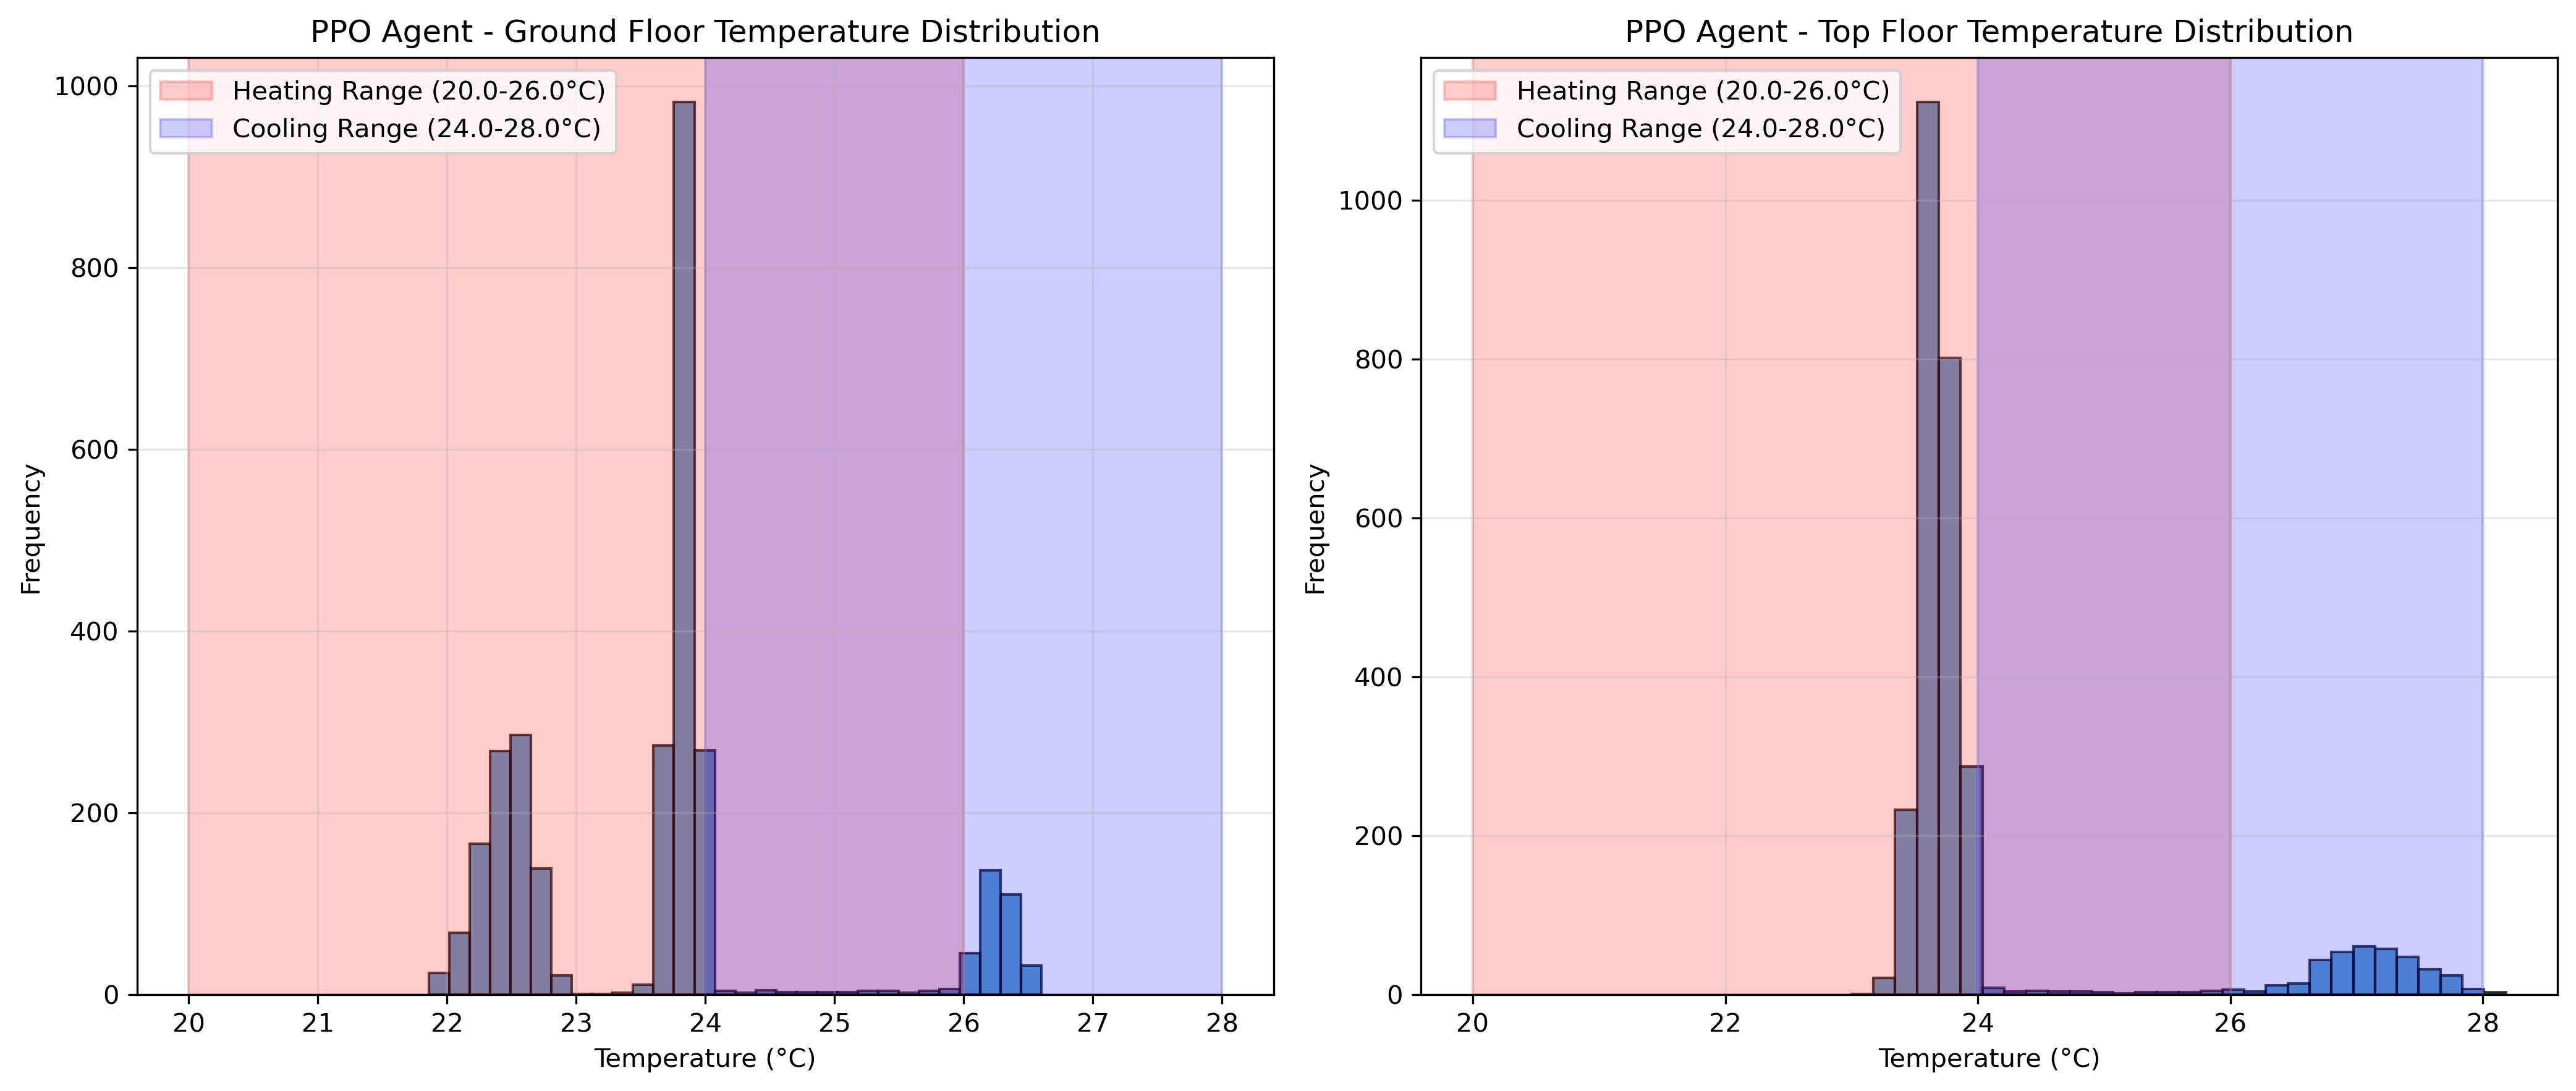 PPO Agent - Ground Floor Temperature Distribution
Heating Range (20.0-26.0°C)
Cooling Range (24.0-28.0°C)
1000
800
600
400
200
0
Frequency
20 21 22 23 24 25 26 27 28
Temperature (°C)
PPO Agent - Top Floor Temperature Distribution
Heating Range (20.0-26.0°C)
Cooling Range (24.0-28.0°C)
1000
800
600
400
200
0
Frequency
20 22 24 26 28
Temperature (°C)